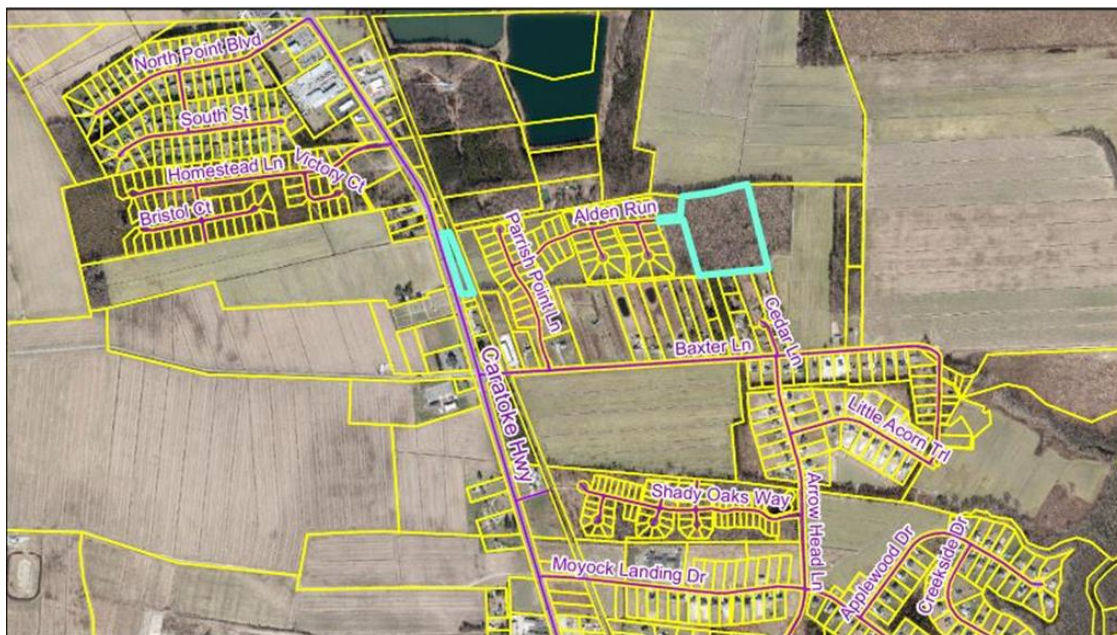 North Point Blvd
South St
Victory Ct
Homestead Ln
Bristol Ct
Alden Run
Parrish Point Ln
Cedar Ln
Baxter Ln
Caratoke Hwy
Little Acorn Trl
Shady Oaks Way
Arrow Head Ln
Moyock Landing Dr
Applewood Dr
Creekside Dr